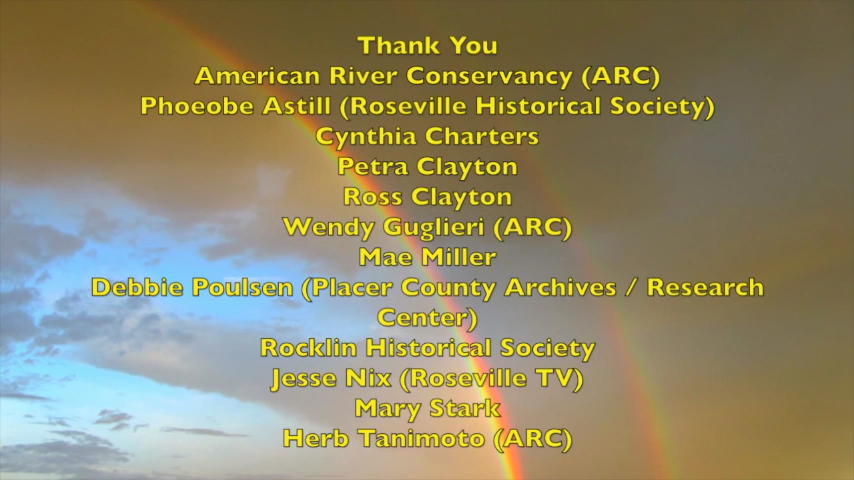 Thank You
American River Conservancy (ARC)
Phoeobe Astill (Roseville Historical Society)
Cynthia Charters
Petra Clayton
Ross Clayton
Wendy Guglieri (ARC)
Mae Miller
Debbie Poulsen (Placer County Archives / Research
Center)
Rocklin Historical Society
Jesse Nix (Roseville TV)
Mary Stark
Herb Tanimoto (ARC)